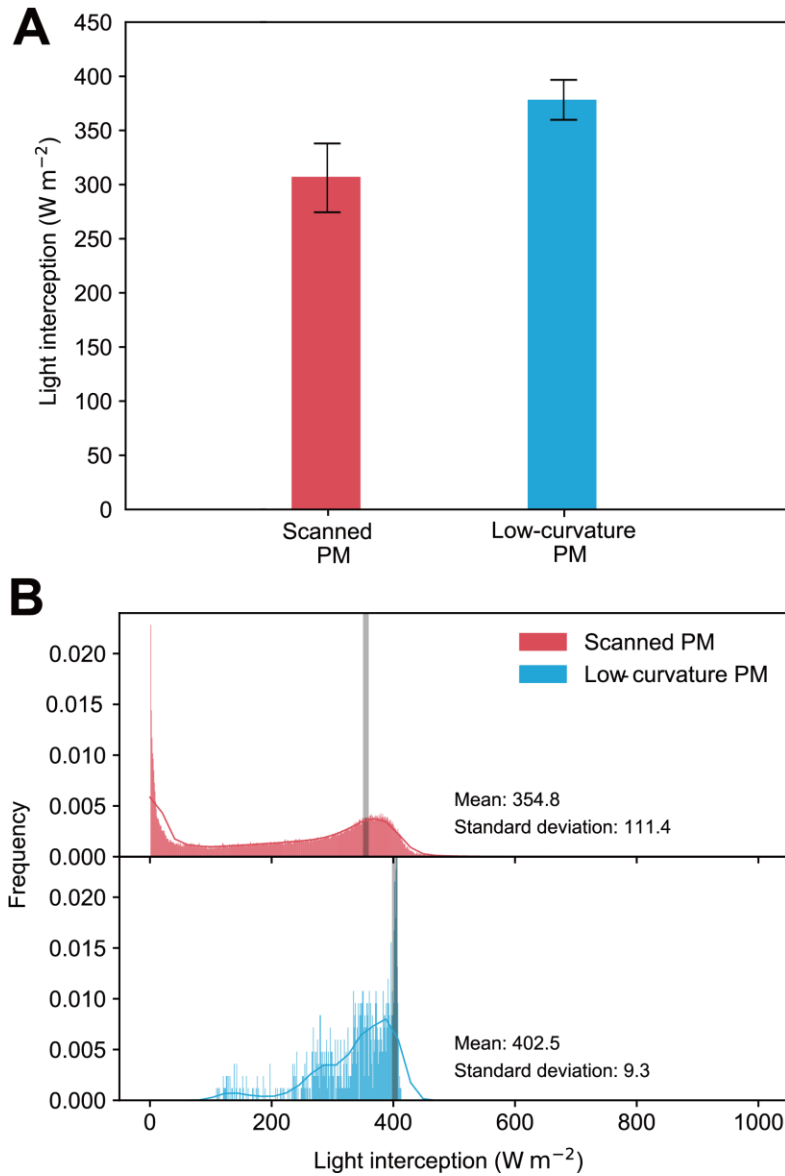 A
450
400
350
300
250
200
150
100
50
0
Light interception (W m−2)
Scanned
PM
Low-curvature
PM
B
0.020
0.015
0.010
0.005
0.000
Scanned PM
Low-curvature PM
Mean: 354.8
Standard deviation: 111.4
Frequency
0.020
0.015
0.010
0.005
0.000
Mean: 402.5
Standard deviation: 9.3
0 200 400 600 800 1000
Light interception (W m−2)